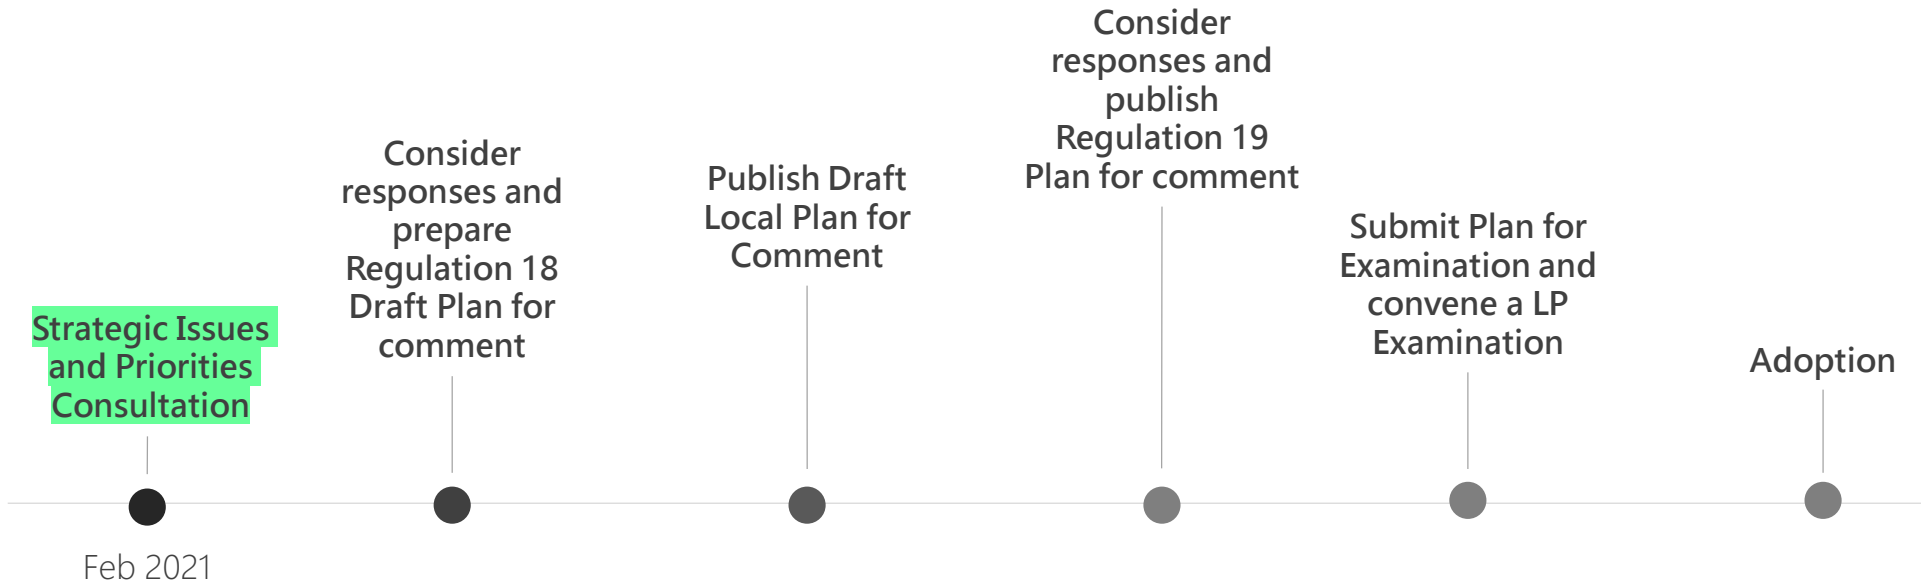 Strategic Issues
and Priorities
Consultation
Feb 2021
Consider
responses and
prepare
Regulation 18
Draft Plan for
comment
Publish Draft
Local Plan for
Comment
Consider
responses and
publish
Regulation 19
Plan for comment
Submit Plan for
Examination and
convene a LP
Examination
Adoption